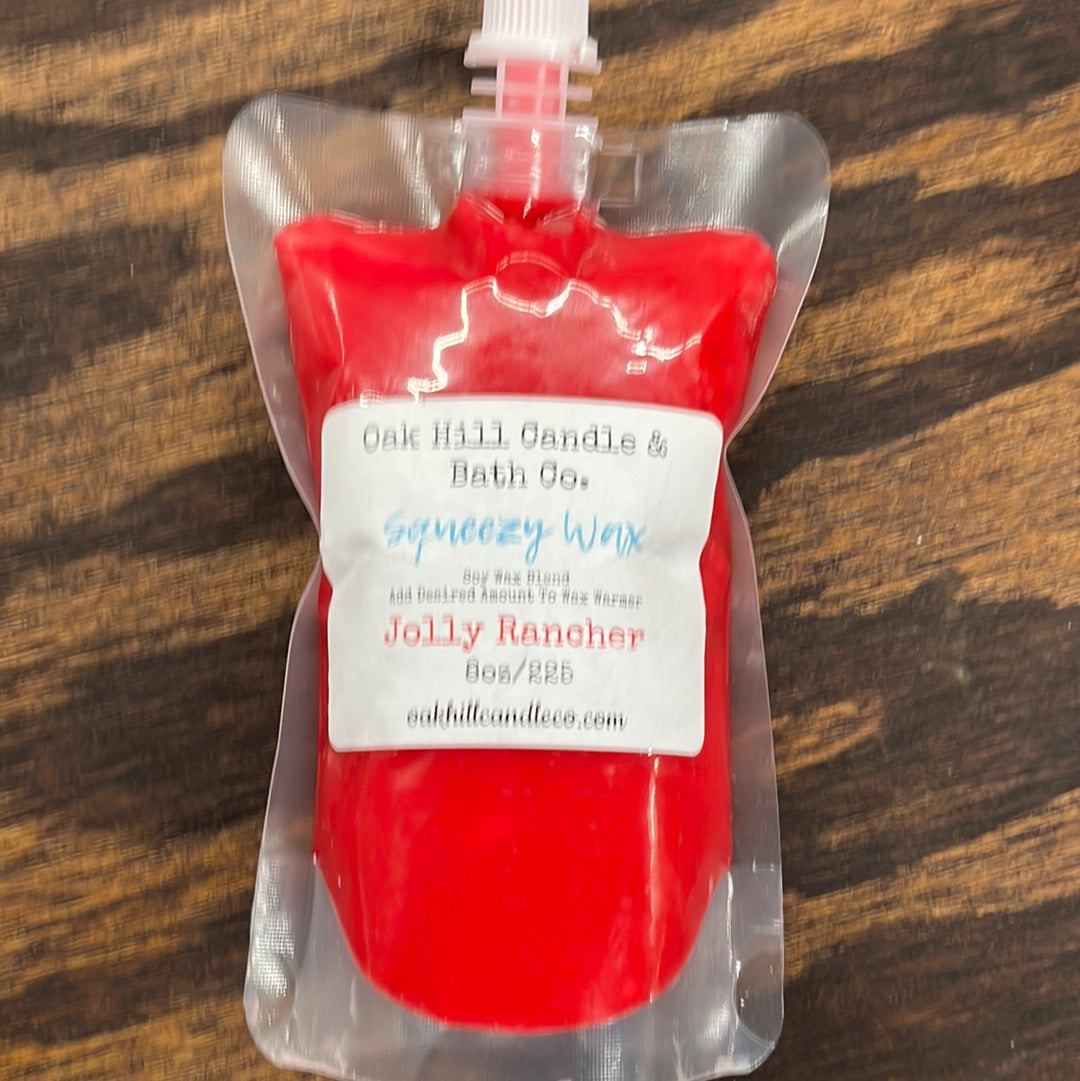 Oak Hill Candle &
Bath Co.
Squeezy Wax
Soy Wax Blend
Add Desired Amount To Wax Warmer
Jolly Rancher
8oz/225
oakhillcandleco.com